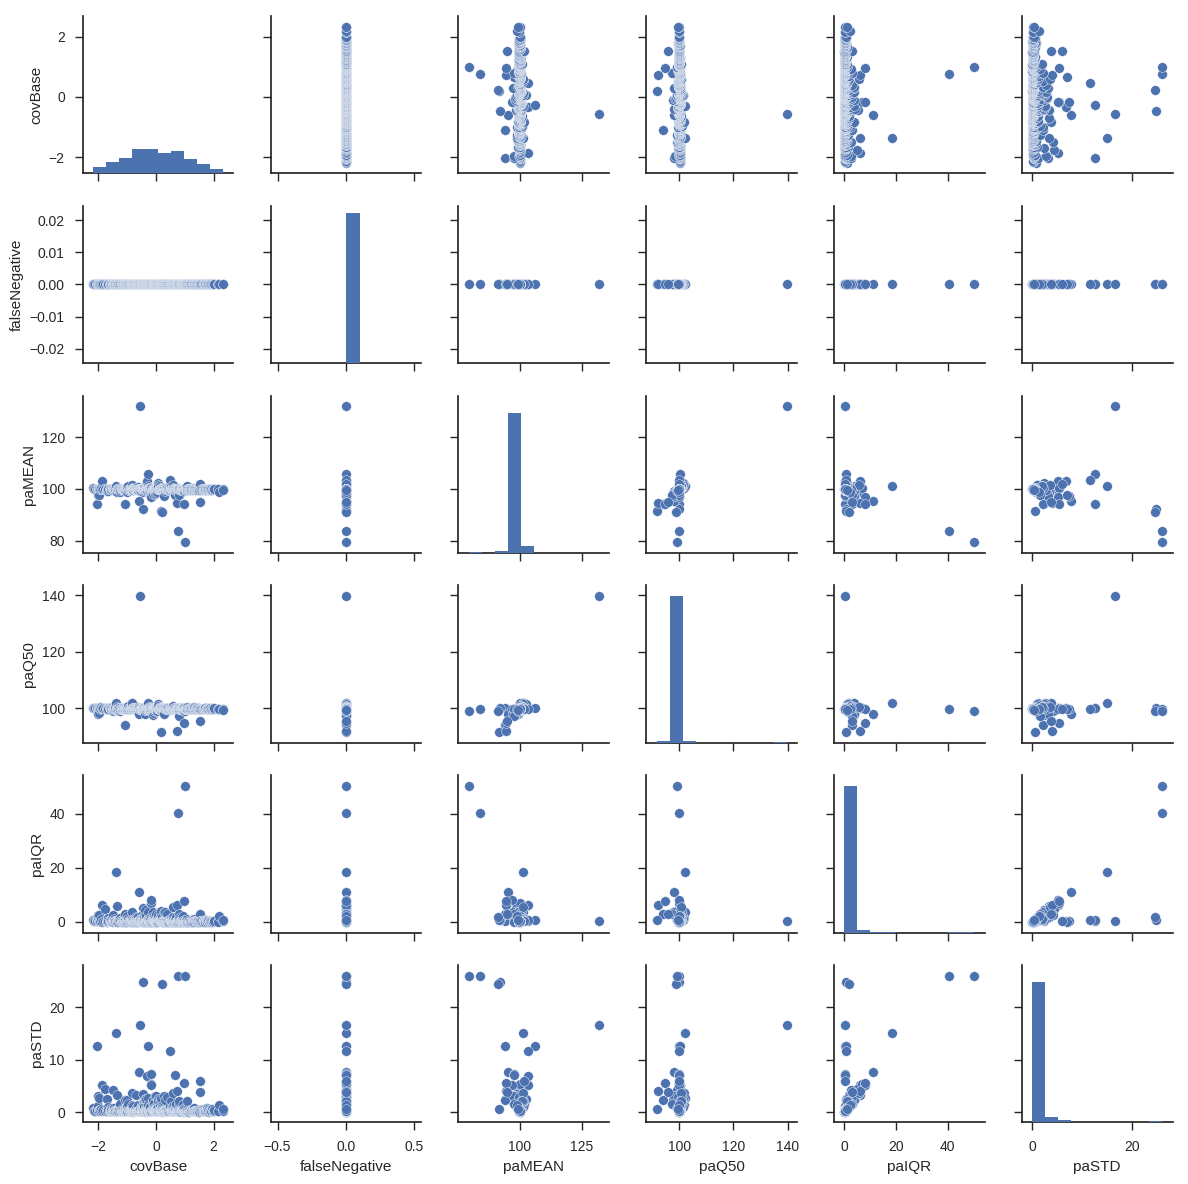 2
0
−2
covBase
0.02
0.01
0.00
−0.01
−0.02
falseNegative
120
100
80
paMEAN
140
120
100
paQ50
40
20
0
paIQR
20
10
0
paSTD
−2 0 2
−0.5 0.0 0.5
100 125
100 120 140
0 20 40
0 20
covBase falseNegative paMEAN paQ50 paIQR paSTD